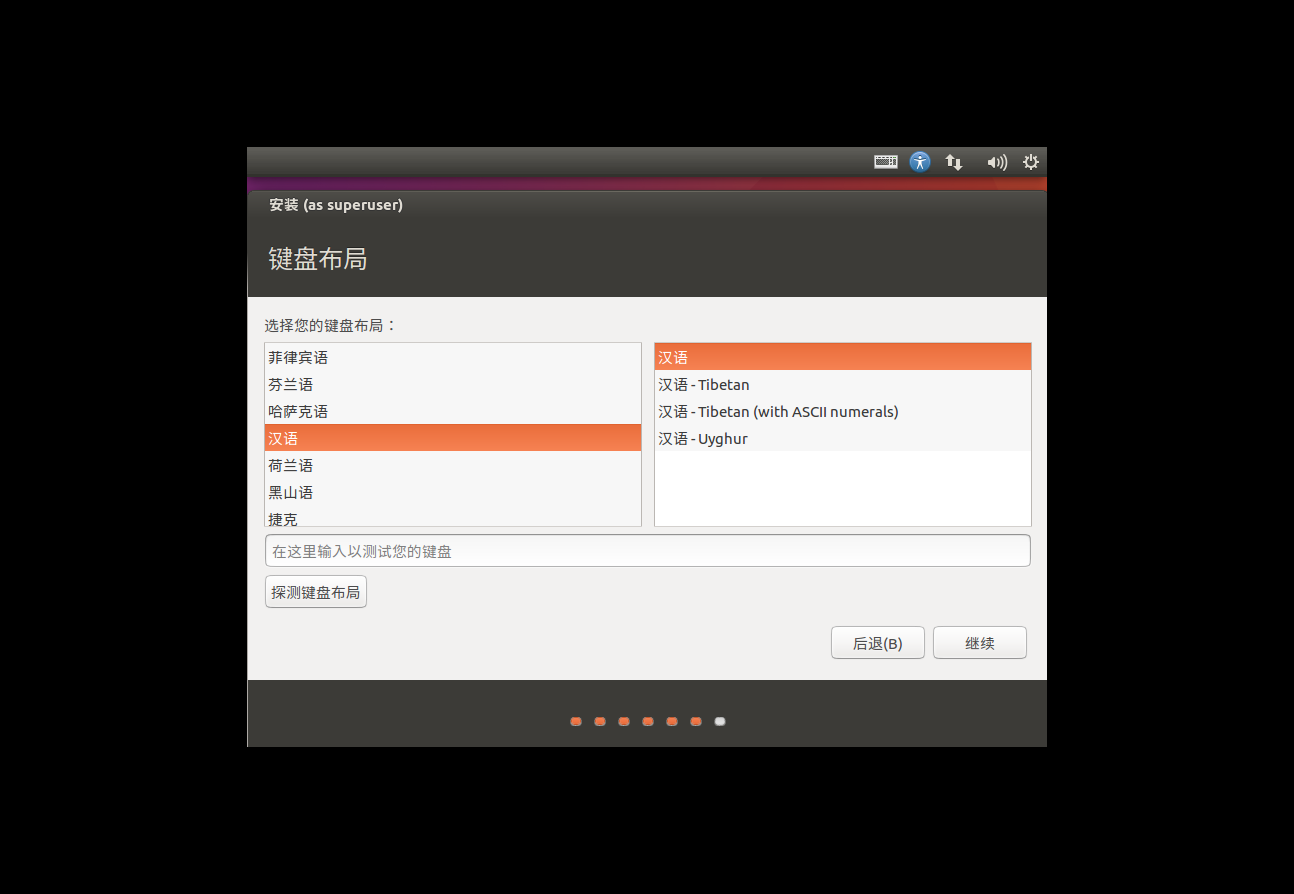 安装 (as superuser)
键盘布局
选择您的键盘布局：
菲律宾语
芬兰语
哈萨克语
汉语
荷兰语
黑山语
捷克
汉语
汉语 - Tibetan
汉语 - Tibetan (with ASCII numerals)
汉语 - Uyghur
在这里输入以测试您的键盘
探测键盘布局
后退(B)
继续